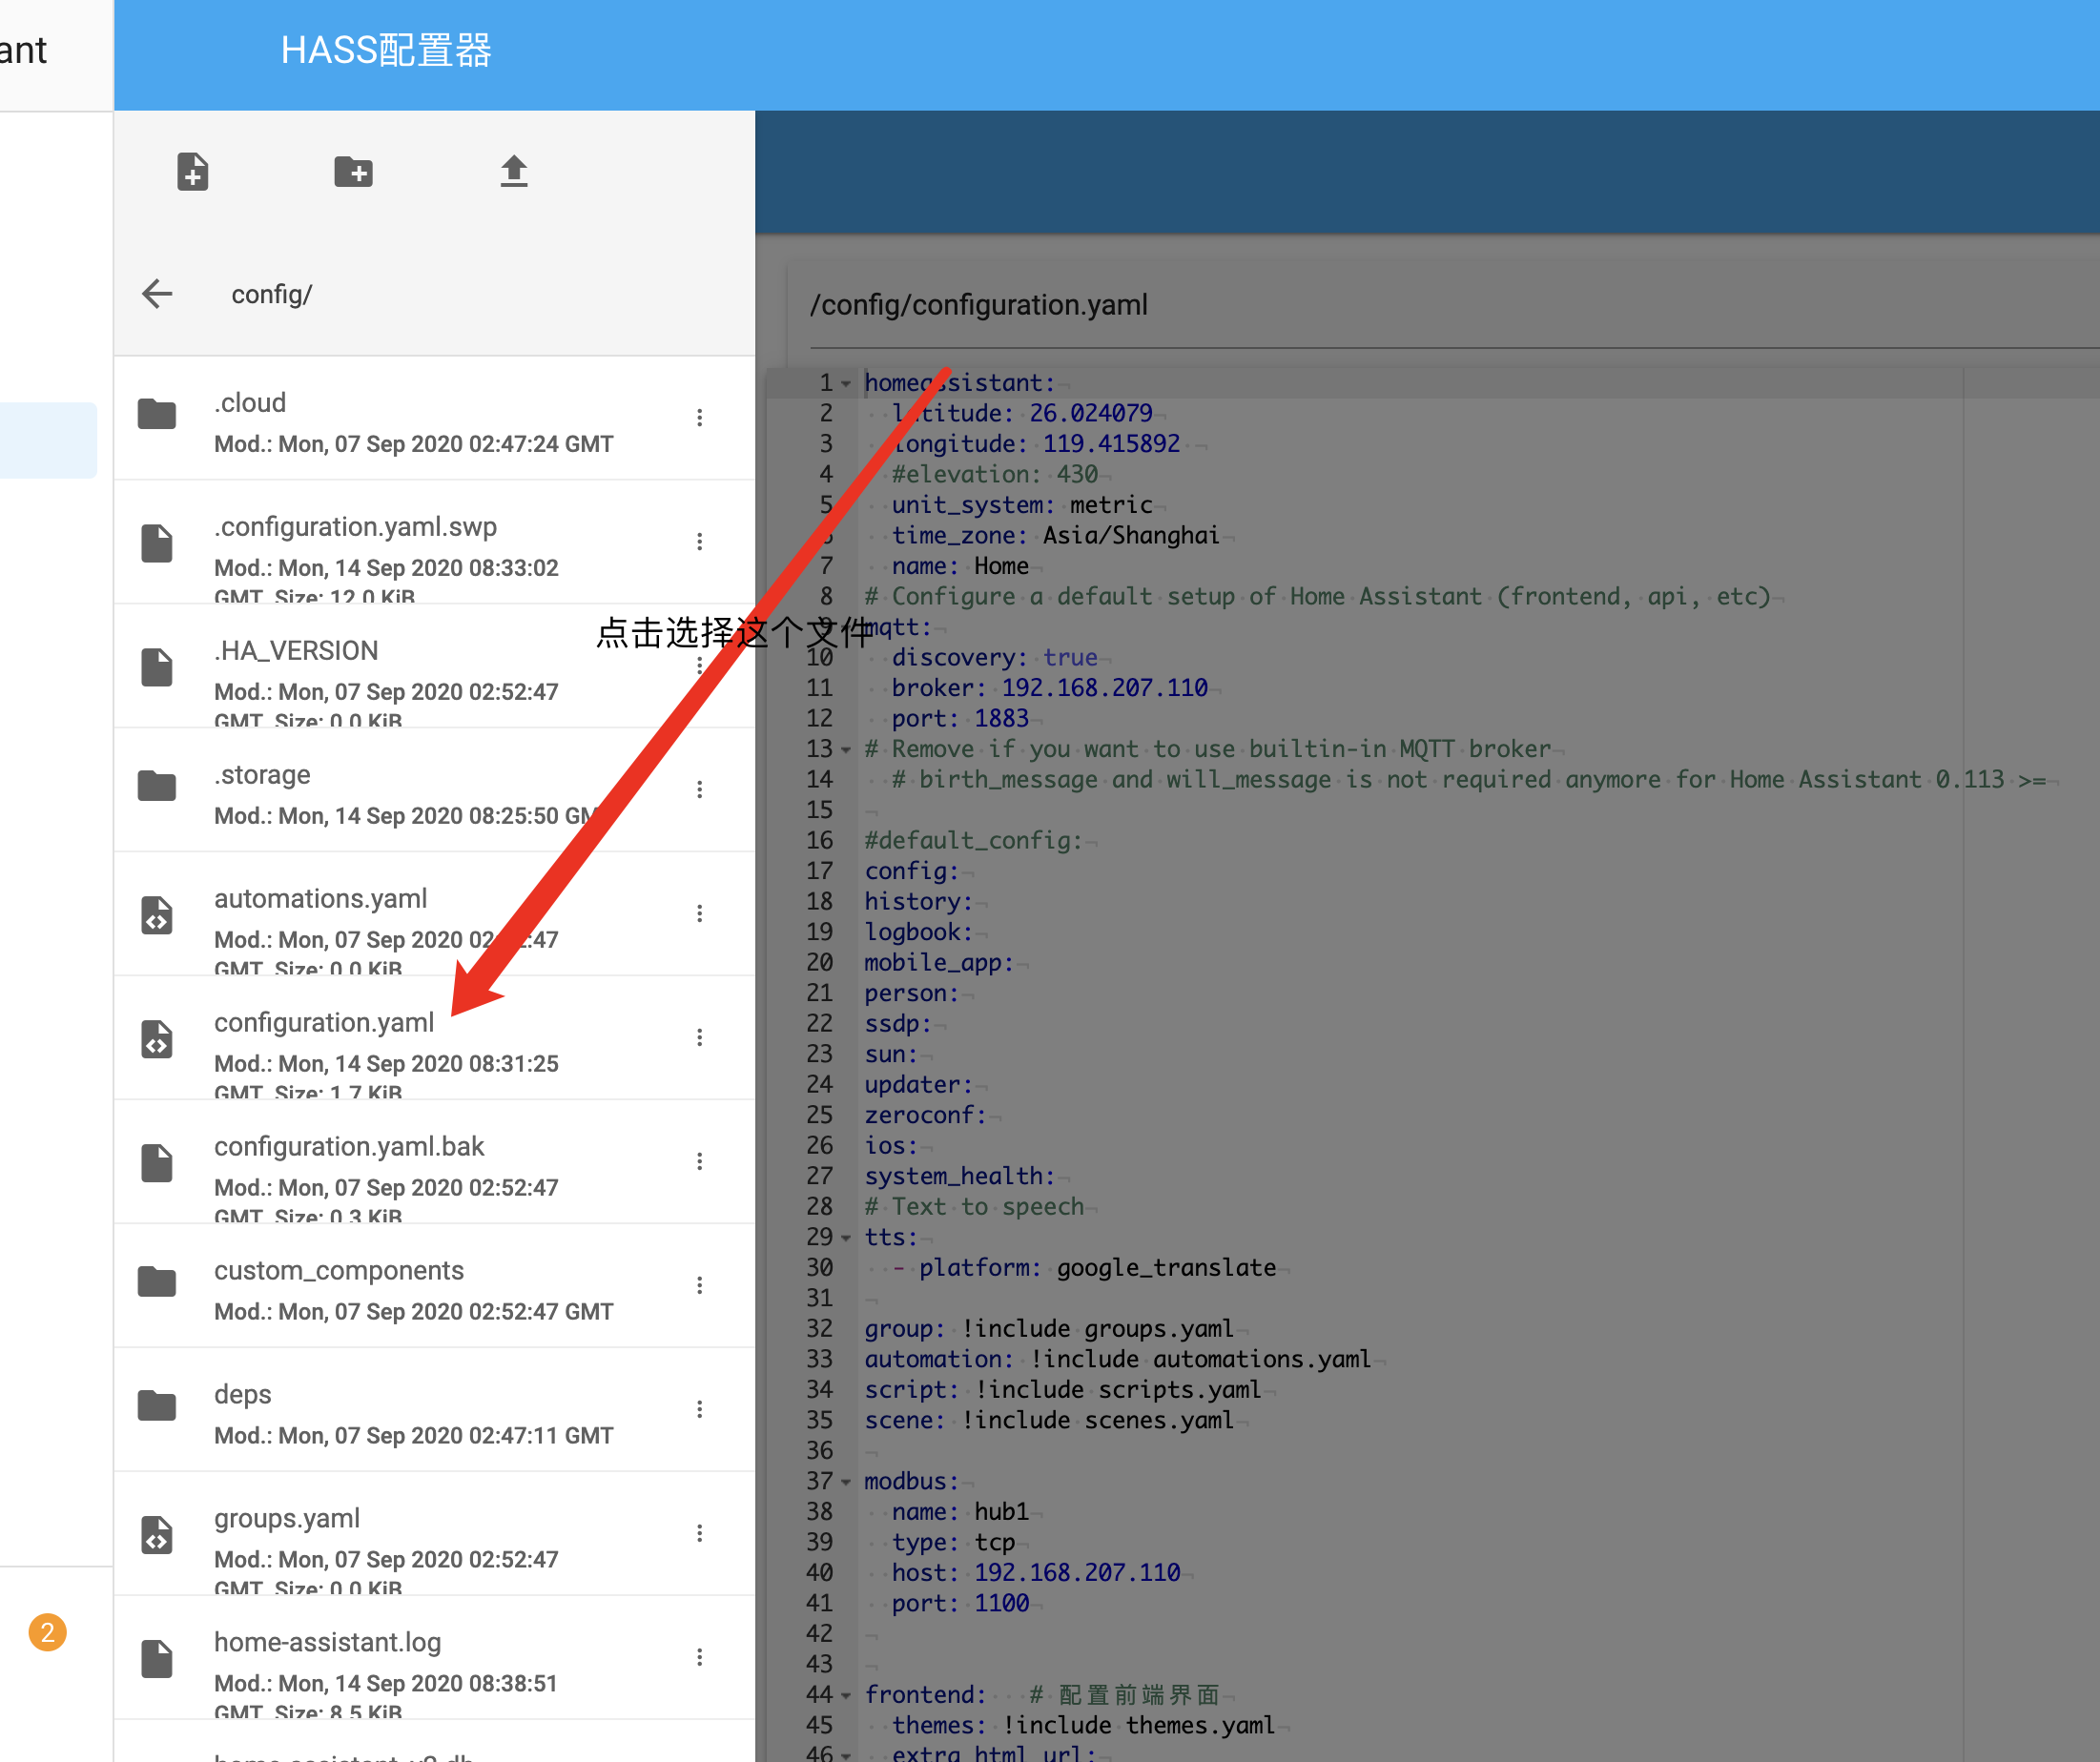 ant
HASS配置器
config/
.cloud
Mod.: Mon, 07 Sep 2020 02:47:24 GMT
.configuration.yaml.swp
Mod.: Mon, 14 Sep 2020 08:33:02
GMT Size: 12.0 KiB
.HA_VERSION
Mod.: Mon, 07 Sep 2020 02:52:47
GMT Size: 0.0 KiB
.storage
Mod.: Mon, 14 Sep 2020 08:25:50 GM
automations.yaml
Mod.: Mon, 07 Sep 2020 02:52:47
GMT Size: 0.0 KiB
configuration.yaml
Mod.: Mon, 14 Sep 2020 08:31:25
GMT Size: 1.7 KiB
configuration.yaml.bak
Mod.: Mon, 07 Sep 2020 02:52:47
GMT Size: 0.3 KiB
custom_components
Mod.: Mon, 07 Sep 2020 02:52:47 GMT
deps
Mod.: Mon, 07 Sep 2020 02:47:11 GMT
groups.yaml
Mod.: Mon, 07 Sep 2020 02:52:47
GMT Size: 0.0 KiB
home-assistant.log
Mod.: Mon, 14 Sep 2020 08:38:51
GMT Size: 8.5 KiB
home-assistant_v2.db
2
点击选择这个文件
/config/configuration.yaml
1 homeassistant:
2 latitude: 26.024079
3 longitude: 119.415892
4 #elevation: 430
5 unit_system: metric
6 time_zone: Asia/Shanghai
7 name: Home
8 # Configure a default setup of Home Assistant (frontend, api, etc)
9 mqtt:
10 discovery: true
11 broker: 192.168.207.110
12 port: 1883
13 # Remove if you want to use builtin-in MQTT broker
14 # birth_message and will_message is not required anymore for Home Assistant 0.113 >=
15
16 #default_config:
17 config:
18 history:
19 logbook:
20 mobile_app:
21 person:
22 ssdp:
23 sun:
24 updater:
25 zeroconf:
26 ios:
27 system_health:
28 # Text to speech
29 tts:
30 - platform: google_translate
31
32 group: !include groups.yaml
33 automation: !include automations.yaml
34 script: !include scripts.yaml
35 scene: !include scenes.yaml
36
37 modbus:
38 name: hub1
39 type: tcp
40 host: 192.168.207.110
41 port: 1100
42
43
44 frontend: # 配置前端界面
45 themes: !include themes.yaml
46 extra_html_url: